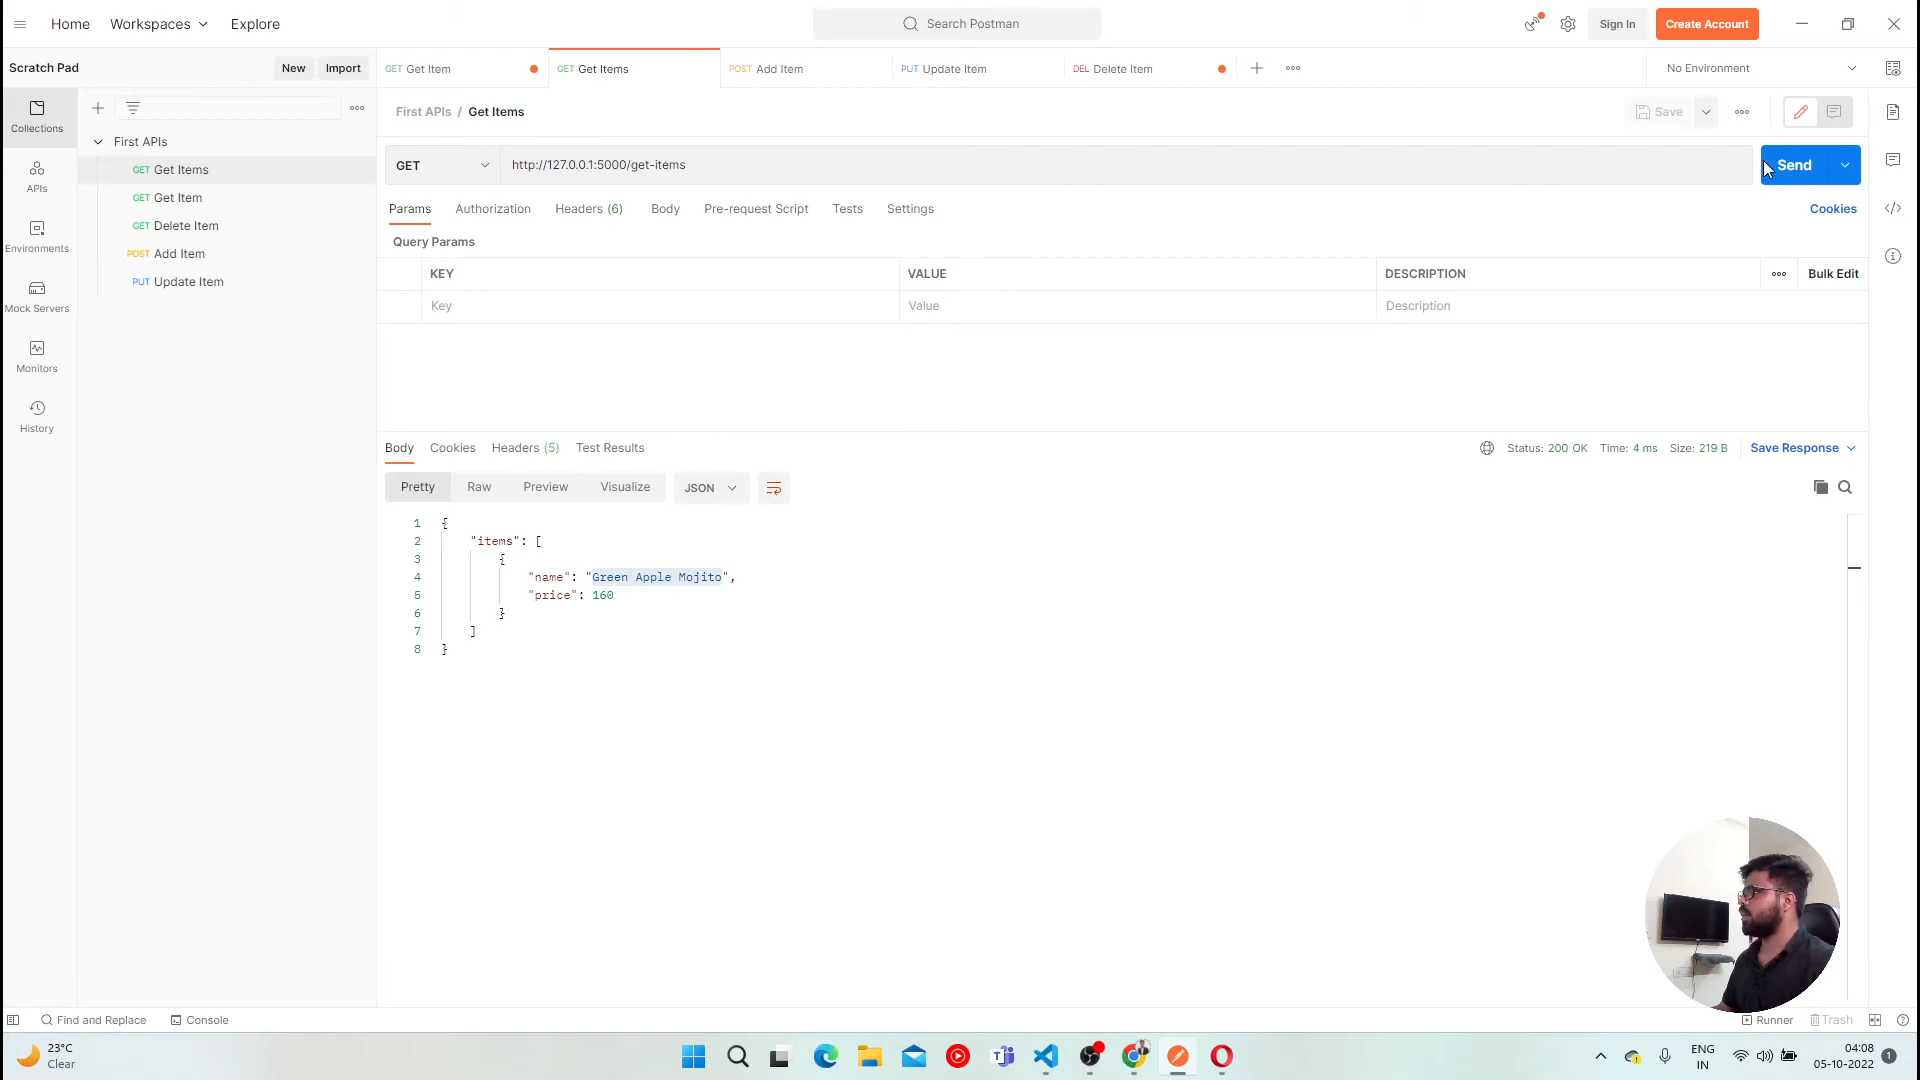 Home Workspaces Explore
Search Postman
Sign In Create Account
Scratch Pad New Import
GET Get Item
GET Get Items
POST Add Item
PUT Update Item
DEL Delete Item
No Environment
Collections
APIs
Environments
Mock Servers
Monitors
History
First APIs
GET Get Items
GET Get Item
GET Delete Item
POST Add Item
PUT Update Item
First APIs / Get Items
Save
GET http://127.0.0.1:5000/get-items
Send
Params Authorization Headers (6) Body Pre-request Script Tests Settings Cookies
Query Params
KEY VALUE DESCRIPTION Bulk Edit
Key Value Description
Body Cookies Headers (5) Test Results
Status: 200 OK Time: 4 ms Size: 219 B Save Response
Pretty Raw Preview Visualize JSON
1 {
2 "items": [
3 {
4 "name": "Green Apple Mojito",
5 "price": 160
6 }
7 ]
8 }
Find and Replace Console
Runner Trash
23°C
Clear
ENG
IN
04:08
05-10-2022
1